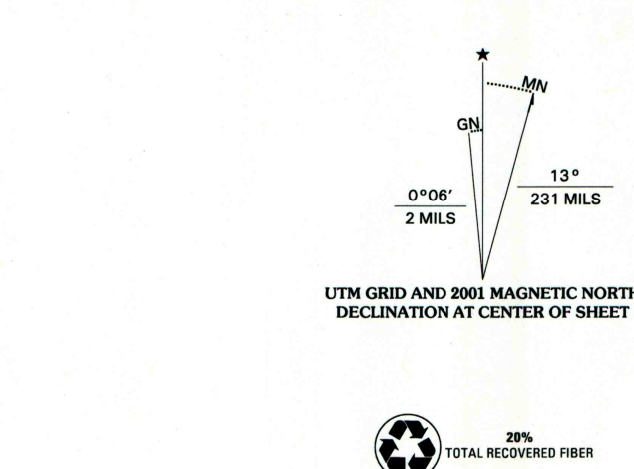 ★
MN
GN
13°
231 MILS
0°06′
2 MILS
UTM GRID AND 2001 MAGNETIC NORTH
DECLINATION AT CENTER OF SHEET
20%
TOTAL RECOVERED FIBER